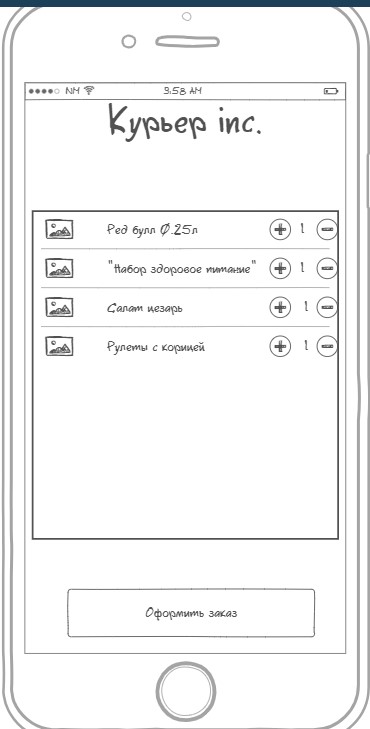 NM 9:58 AM
Курьер inc.
Ред булл 0.25л 1
"Набор здоровое питание" 1
Салат цезарь 1
Рулеты с корицей 1
Оформить заказ